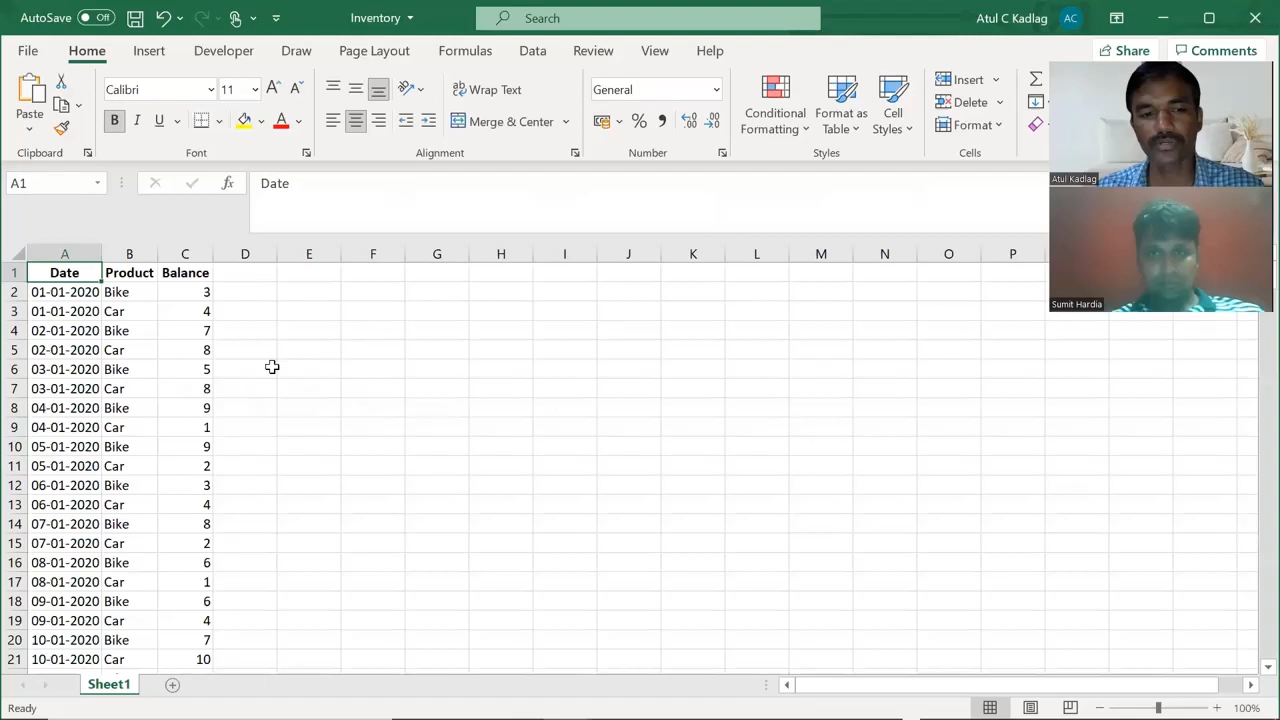 AutoSave Off Inventory Search Atul C Kadlag AC
File Home Insert Developer Draw Page Layout Formulas Data Review View Help Share Comments
Paste Calibri 11 Wrap Text General Conditional Formatting Format as Table Cell Styles Insert
B I U Merge & Center Delete
Format
Clipboard Font Alignment Number Styles Cells
Atul Kadlag
A1 fx Date
Sumit Hardia
A B C D E F G H I J K L M N O P
1 Date Product Balance
2 01-01-2020 Bike 3
3 01-01-2020 Car 4
4 02-01-2020 Bike 7
5 02-01-2020 Car 8
6 03-01-2020 Bike 5
7 03-01-2020 Car 8
8 04-01-2020 Bike 9
9 04-01-2020 Car 1
10 05-01-2020 Bike 9
11 05-01-2020 Car 2
12 06-01-2020 Bike 3
13 06-01-2020 Car 4
14 07-01-2020 Bike 8
15 07-01-2020 Car 2
16 08-01-2020 Bike 6
17 08-01-2020 Car 1
18 09-01-2020 Bike 6
19 09-01-2020 Car 4
20 10-01-2020 Bike 7
21 10-01-2020 Car 10
Sheet1
Ready 100%